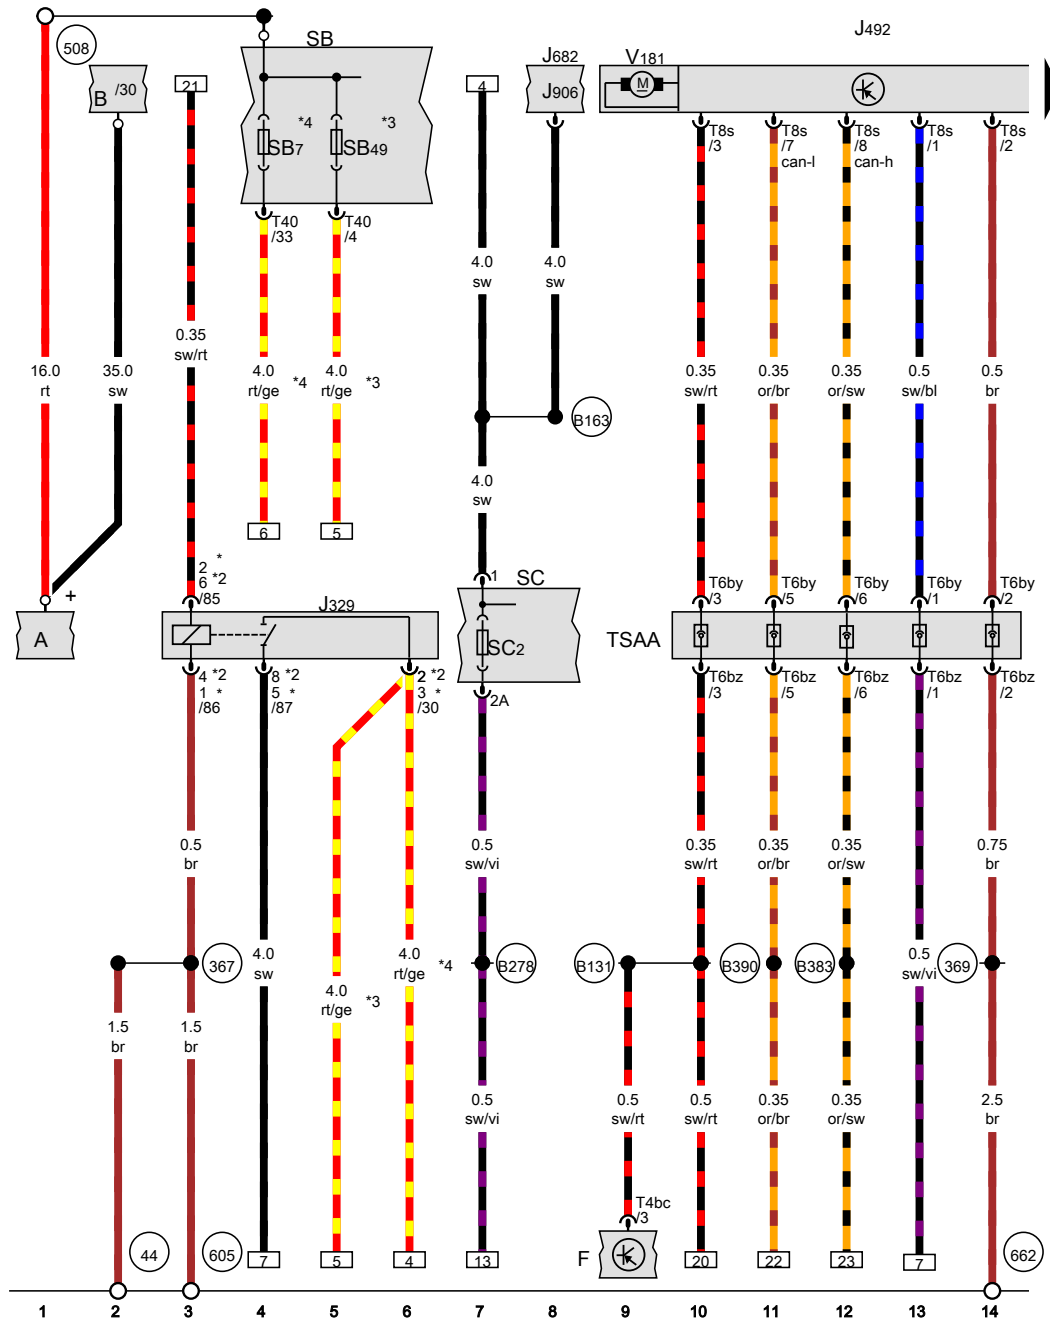 J492
SB
J682
V181
508
B /30
21
4
J906
M
*4
*3
SB7
SB49
T8s
/3
T8s
/7
can-l
T8s
/8
can-h
T8s
/1
T8s
/2
T40
/33
T40
/4
4.0
sw
4.0
sw
0.35
sw/rt
16.0
rt
35.0
sw
4.0
rt/ge
*4
4.0
rt/ge
*3
0.35
sw/rt
0.35
or/br
0.35
or/sw
0.5
sw/bl
0.5
br
B163
4.0
sw
6
5
2 *
6 *2
/85
+
1
SC
T6by
/3
T6by
/5
T6by
/6
T6by
/1
T6by
/2
J329
A
SC2
TSAA
4 *2
1 *
/86
8 *2
5 *
/87
2 *2
3 *
/30
2A
T6bz
/3
T6bz
/5
T6bz
/6
T6bz
/1
T6bz
/2
0.5
br
0.5
sw/vi
0.35
sw/rt
0.35
or/br
0.35
or/sw
0.75
br
367
4.0
sw
4.0
rt/ge
*4
B278
B131
B390
B383
0.5
sw/vi
369
4.0
rt/ge
*3
1.5
br
1.5
br
0.5
sw/vi
0.5
sw/rt
0.5
sw/rt
0.35
or/br
0.35
or/sw
2.5
br
T4bc
/3
44
605
7
5
4
13
F
20
22
23
7
662
1 2 3 4 5 6 7 8 9 10 11 12 13 14